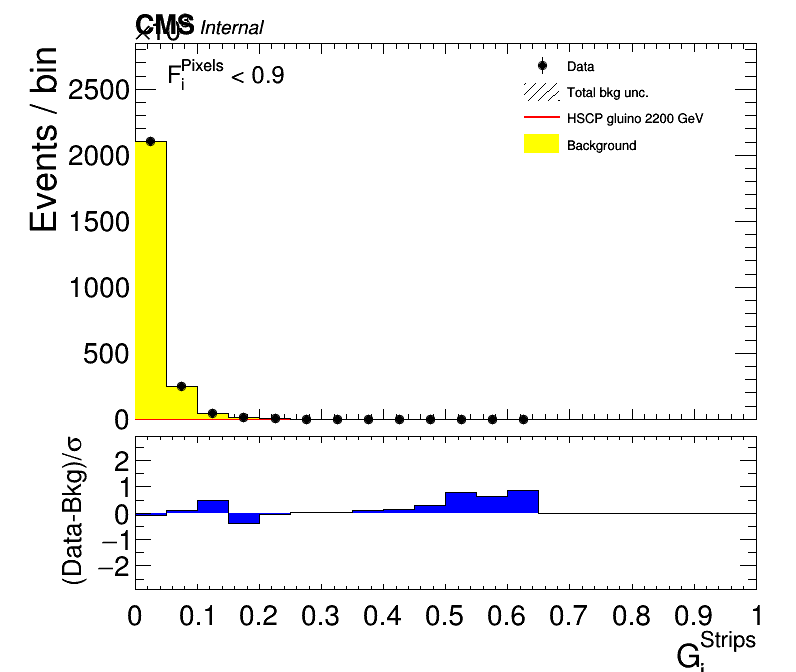 CMS Internal
×10³
F_i^Pixels < 0.9
Data
Total bkg unc.
HSCP gluino 2200 GeV
Background
Events / bin
2500
2000
1500
1000
500
0
(Data-Bkg)/σ
2
1
0
−1
−2
0 0.1 0.2 0.3 0.4 0.5 0.6 0.7 0.8 0.9 1
G_i^Strips